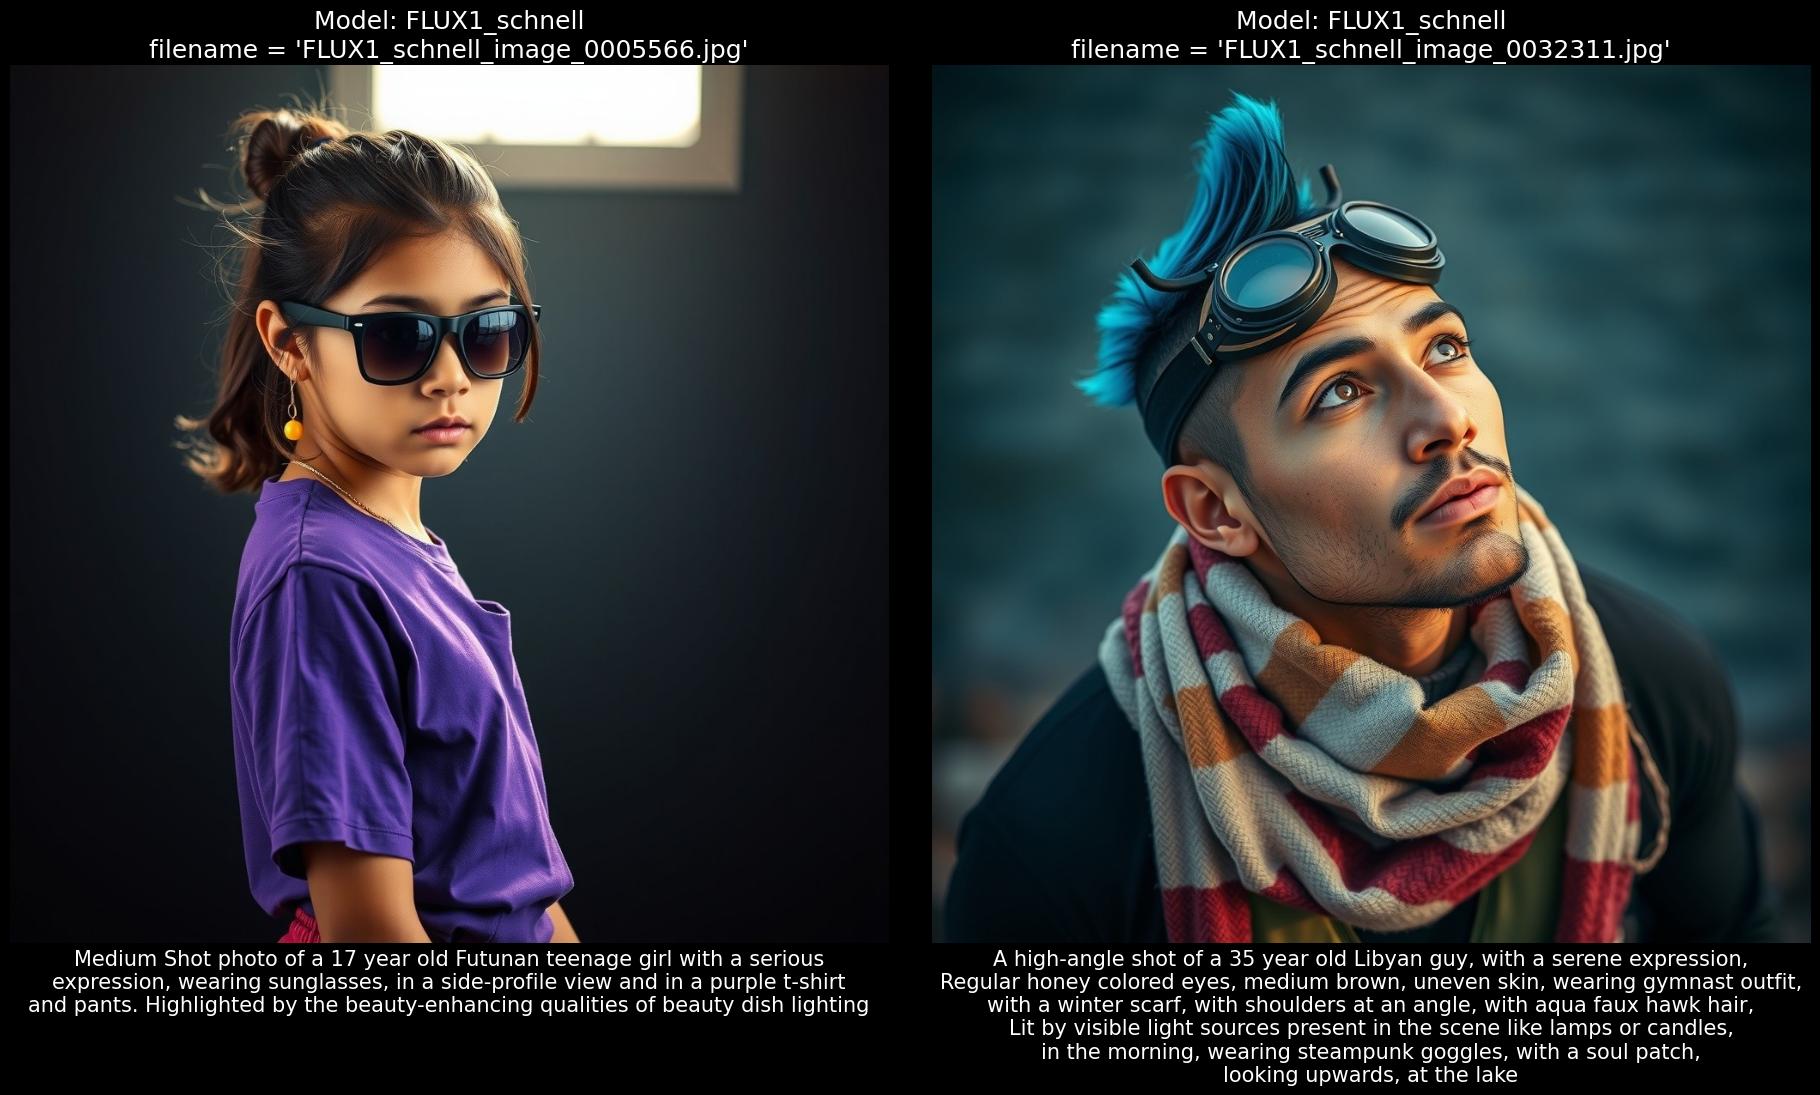 Model: FLUX1_schnell
filename = 'FLUX1_schnell_image_0005566.jpg'
Medium Shot photo of a 17 year old Futunan teenage girl with a serious
expression, wearing sunglasses, in a side-profile view and in a purple t-shirt
and pants. Highlighted by the beauty-enhancing qualities of beauty dish lighting
Model: FLUX1_schnell
filename = 'FLUX1_schnell_image_0032311.jpg'
A high-angle shot of a 35 year old Libyan guy, with a serene expression,
Regular honey colored eyes, medium brown, uneven skin, wearing gymnast outfit,
with a winter scarf, with shoulders at an angle, with aqua faux hawk hair,
Lit by visible light sources present in the scene like lamps or candles,
in the morning, wearing steampunk goggles, with a soul patch,
looking upwards, at the lake